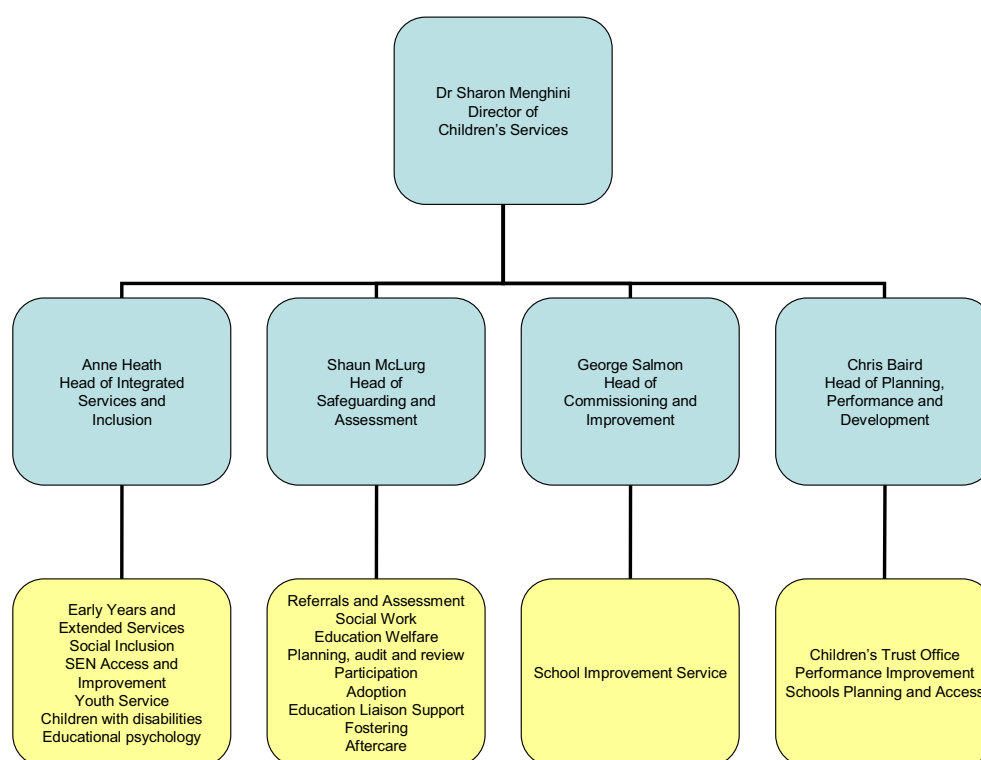 Dr Sharon Menghini
Director of
Children’s Services
Anne Heath
Head of Integrated
Services and
Inclusion
Shaun McLurg
Head of
Safeguarding and
Assessment
George Salmon
Head of
Commissioning and
Improvement
Chris Baird
Head of Planning,
Performance and
Development
Early Years and
Extended Services
Social Inclusion
SEN Access and
Improvement
Youth Service
Children with disabilities
Educational psychology
Referrals and Assessment
Social Work
Education Welfare
Planning, audit and review
Participation
Adoption
Education Liaison Support
Fostering
Aftercare
School Improvement Service
Children’s Trust Office
Performance Improvement
Schools Planning and Access